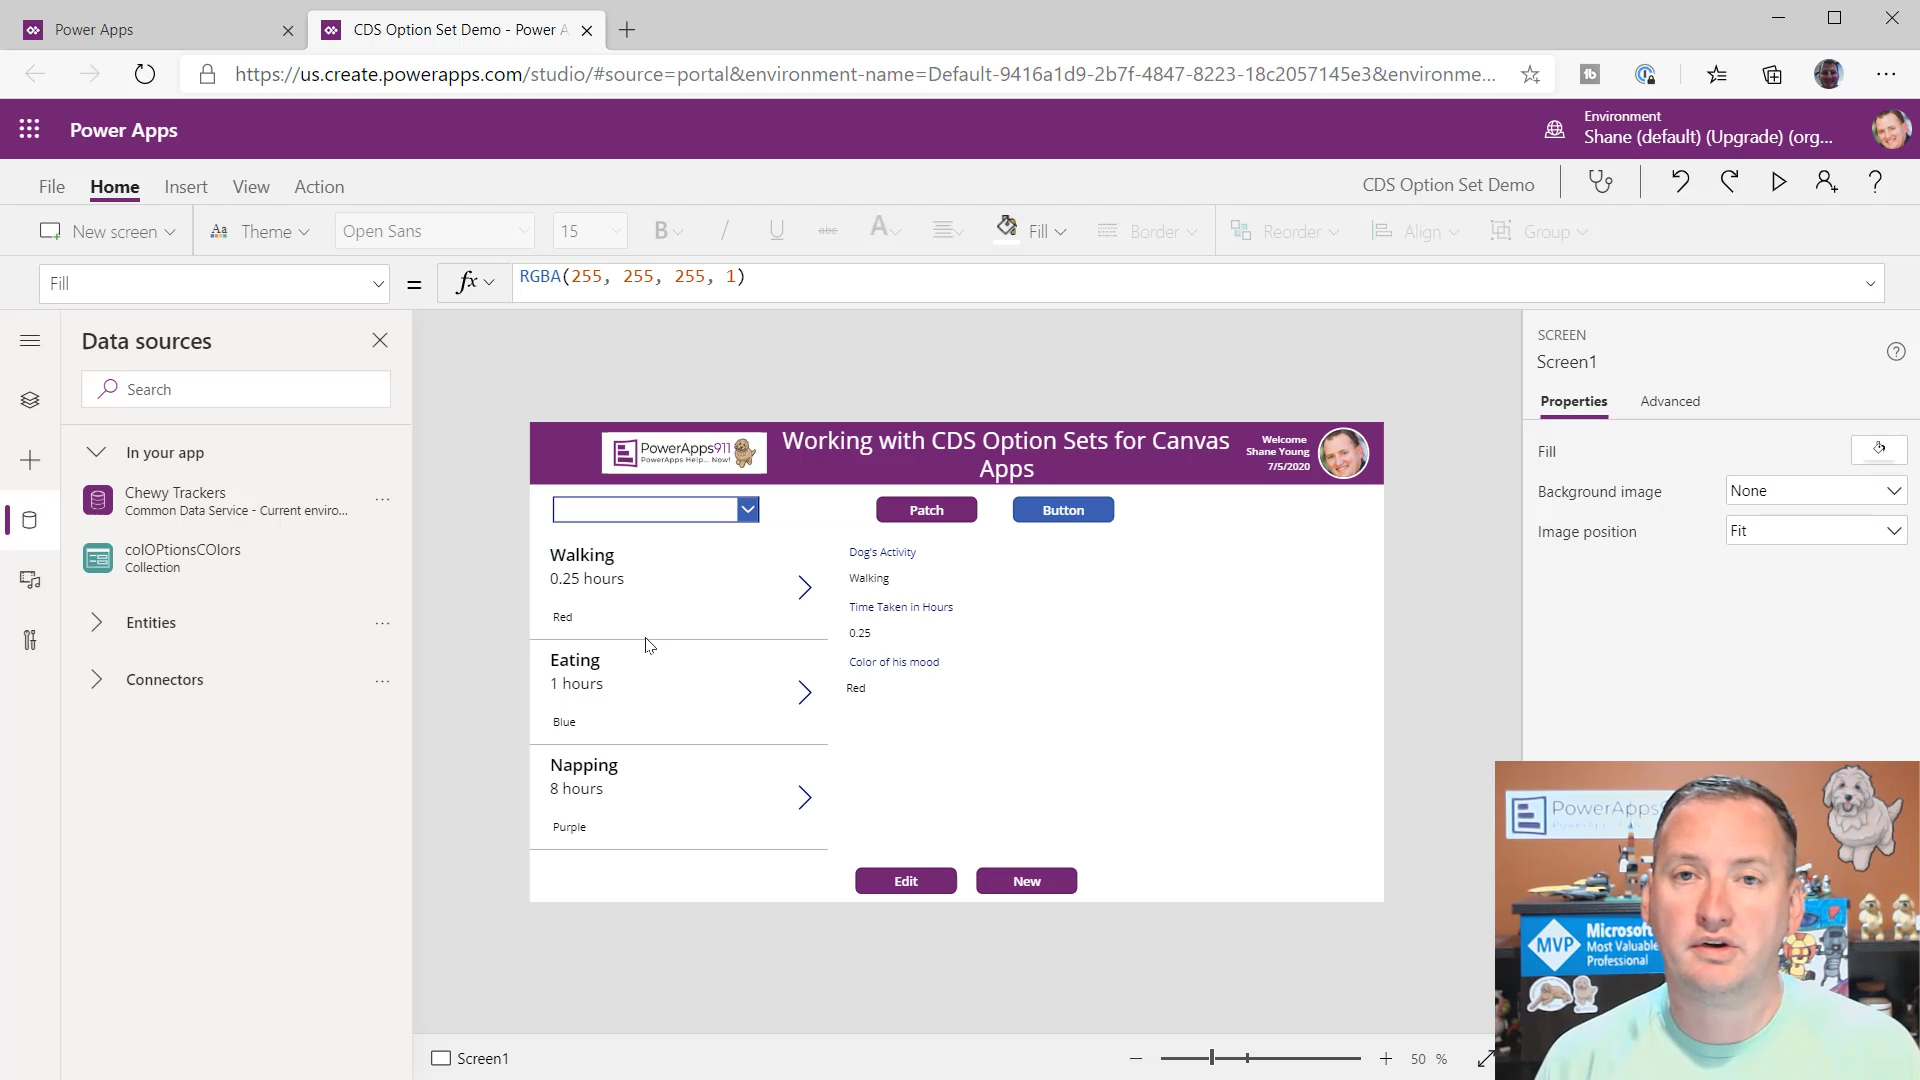 Power Apps
CDS Option Set Demo - Power A
https://us.create.powerapps.com/studio/#source=portal&environment-name=Default-9416a1d9-2b7f-4847-8223-18c2057145e3&environme...
Power Apps
Environment
Shane (default) (Upgrade) (org...
File
Home
Insert
View
Action
CDS Option Set Demo
New screen
Theme
Open Sans
15
B
Fill
Border
Reorder
Align
Group
Fill
=
fx
RGBA(255, 255, 255, 1)
Data sources
Search
In your app
Chewy Trackers
Common Data Service - Current enviro...
colOPtionsCOlors
Collection
Entities
Connectors
PowerApps911
PowerApps Help... Now!
Working with CDS Option Sets for Canvas
Apps
Welcome
Shane Young
7/5/2020
Patch
Button
Walking
0.25 hours
Red
Eating
1 hours
Blue
Napping
8 hours
Purple
Dog's Activity
Walking
Time Taken in Hours
0.25
Color of his mood
Red
Edit
New
SCREEN
Screen1
Properties
Advanced
Fill
Background image
None
Image position
Fit
PowerApps
MVP
Microsoft
Most Valuable
Professional
Screen1
50 %